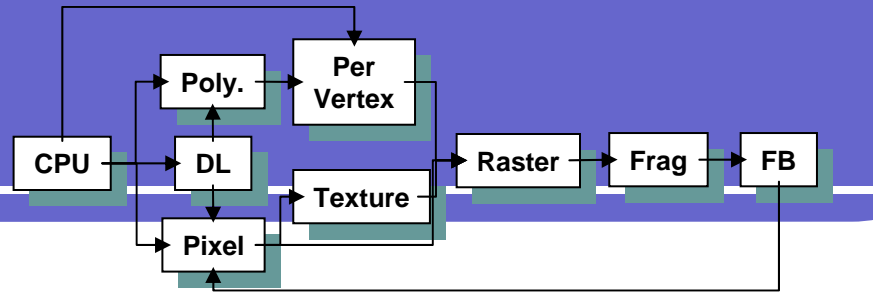 Poly.
Per
Vertex
CPU
DL
Raster
Frag
FB
Texture
Pixel